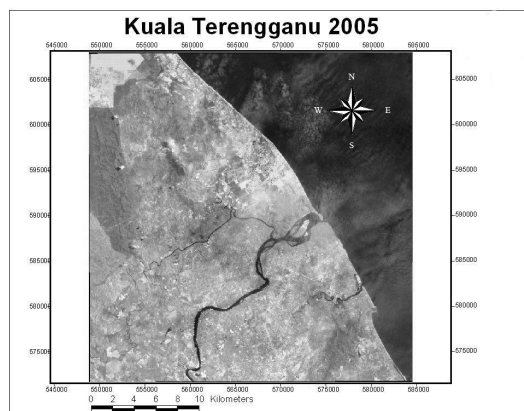 Kuala Terengganu 2005
545000 550000 555000 560000 565000 570000 575000 580000 585000
605000 605000
N
W E
S
600000 600000
595000 595000
590000 590000
585000 585000
580000 580000
575000 575000
545000 550000 555000 560000 565000 570000 575000 580000 585000
0 2 4 6 8 10 Kilometers